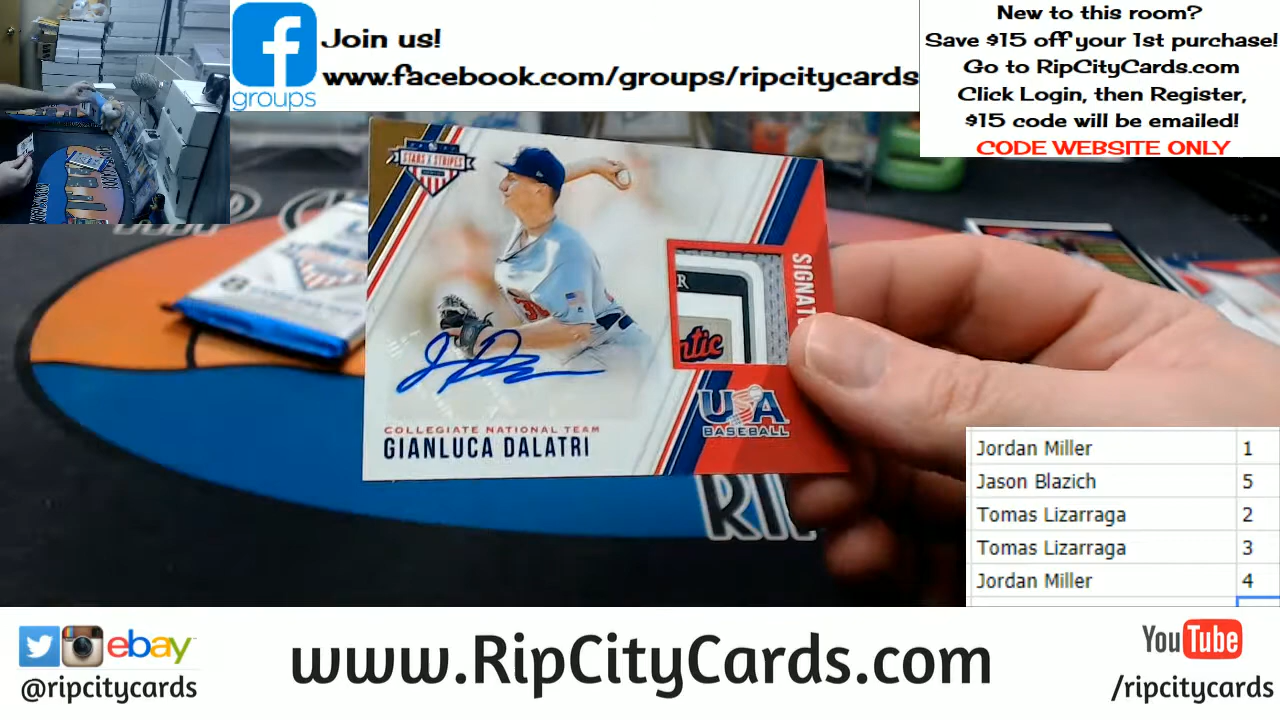 groups
Join us!
www.facebook.com/groups/ripcitycards
New to this room?
Save $15 off your 1st purchase!
Go to RipCityCards.com
Click Login, then Register,
$15 code will be emailed!
CODE WEBSITE ONLY
STARS & STRIPES
SIGNAT
R
ntic
30
USA
BASEBALL
COLLEGIATE NATIONAL TEAM
GIANLUCA DALATRI
RI
Jordan Miller 1
Jason Blazich 5
Tomas Lizarraga 2
Tomas Lizarraga 3
Jordan Miller 4
ebay
@ripcitycards
www.RipCityCards.com
YouTube
/ripcitycards